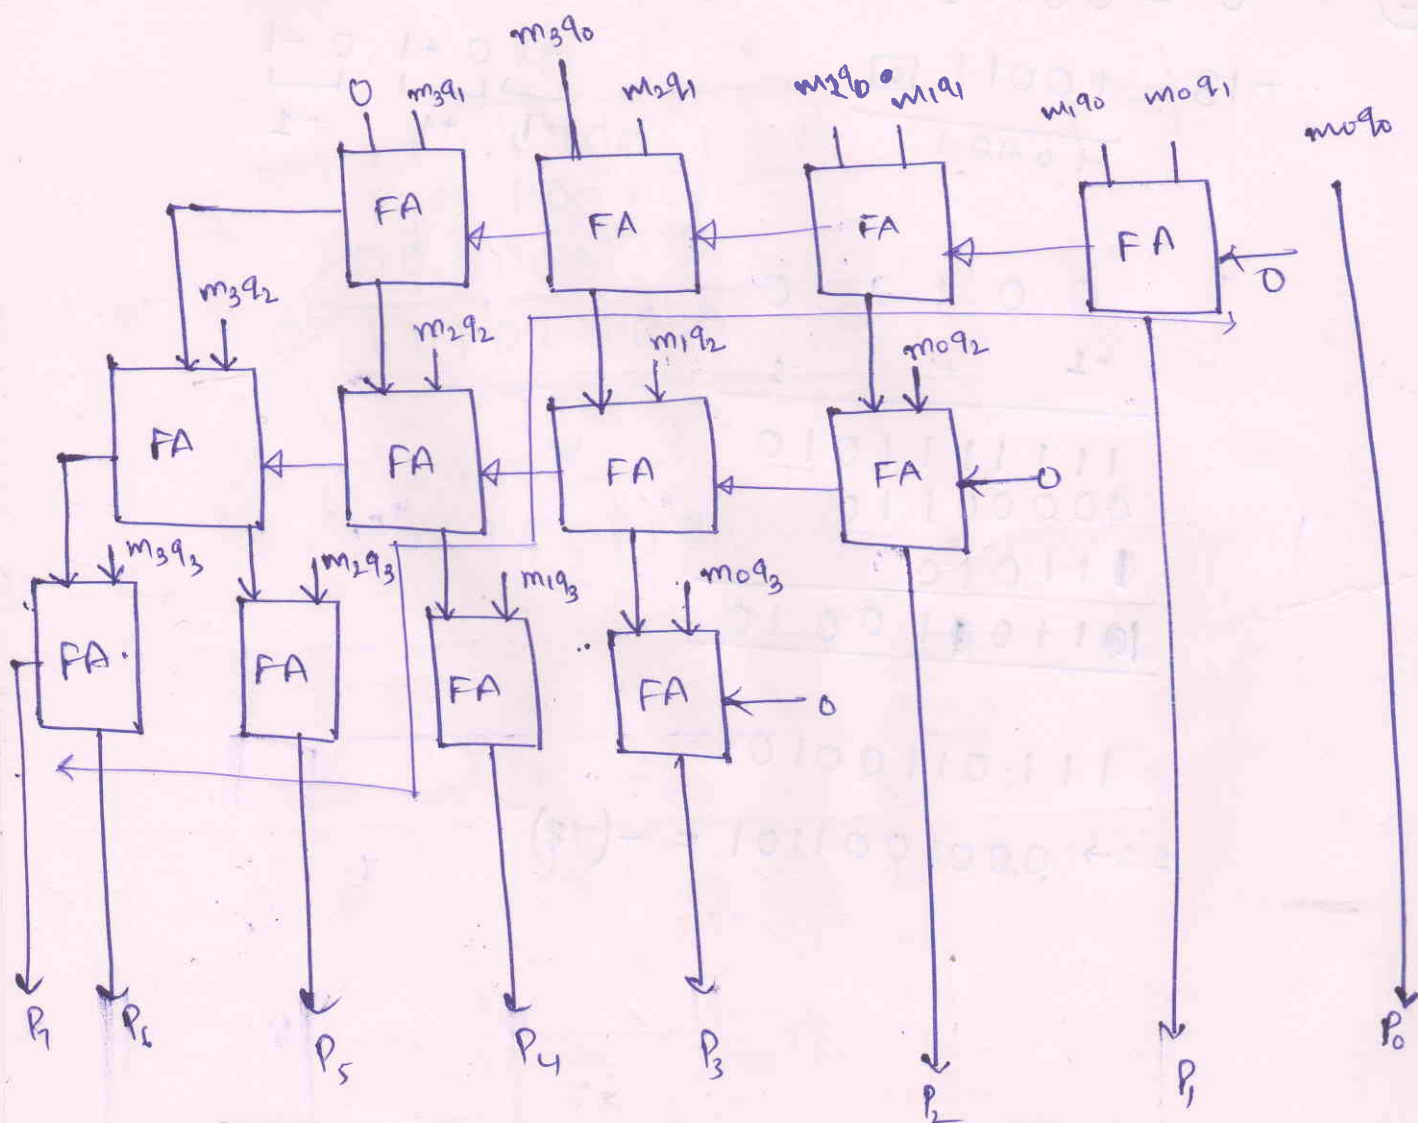 m3q0
0 m3q1 m2q1 m2q0 m1q1 m1q0 m0q1 m0q0
FA FA FA FA
0
m3q2 m2q2 m1q2 m0q2
FA FA FA FA 0
m3q3 m2q3 m1q3 m0q3
FA FA FA FA 0
P7 P6 P5 P4 P3 P2 P1 P0